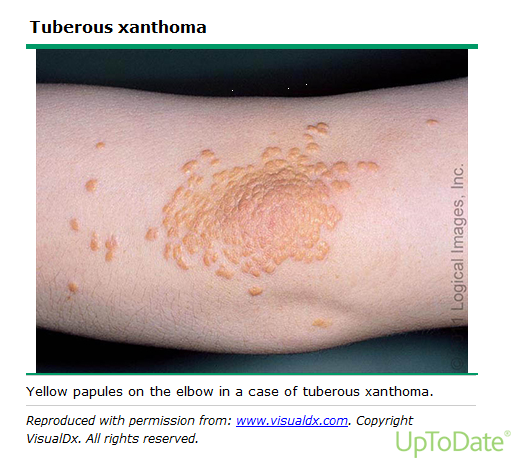 Tuberous xanthoma
1 Logical Images, Inc.
Yellow papules on the elbow in a case of tuberous xanthoma.
Reproduced with permission from: www.visualdx.com. Copyright
VisualDx. All rights reserved.
UpToDate®